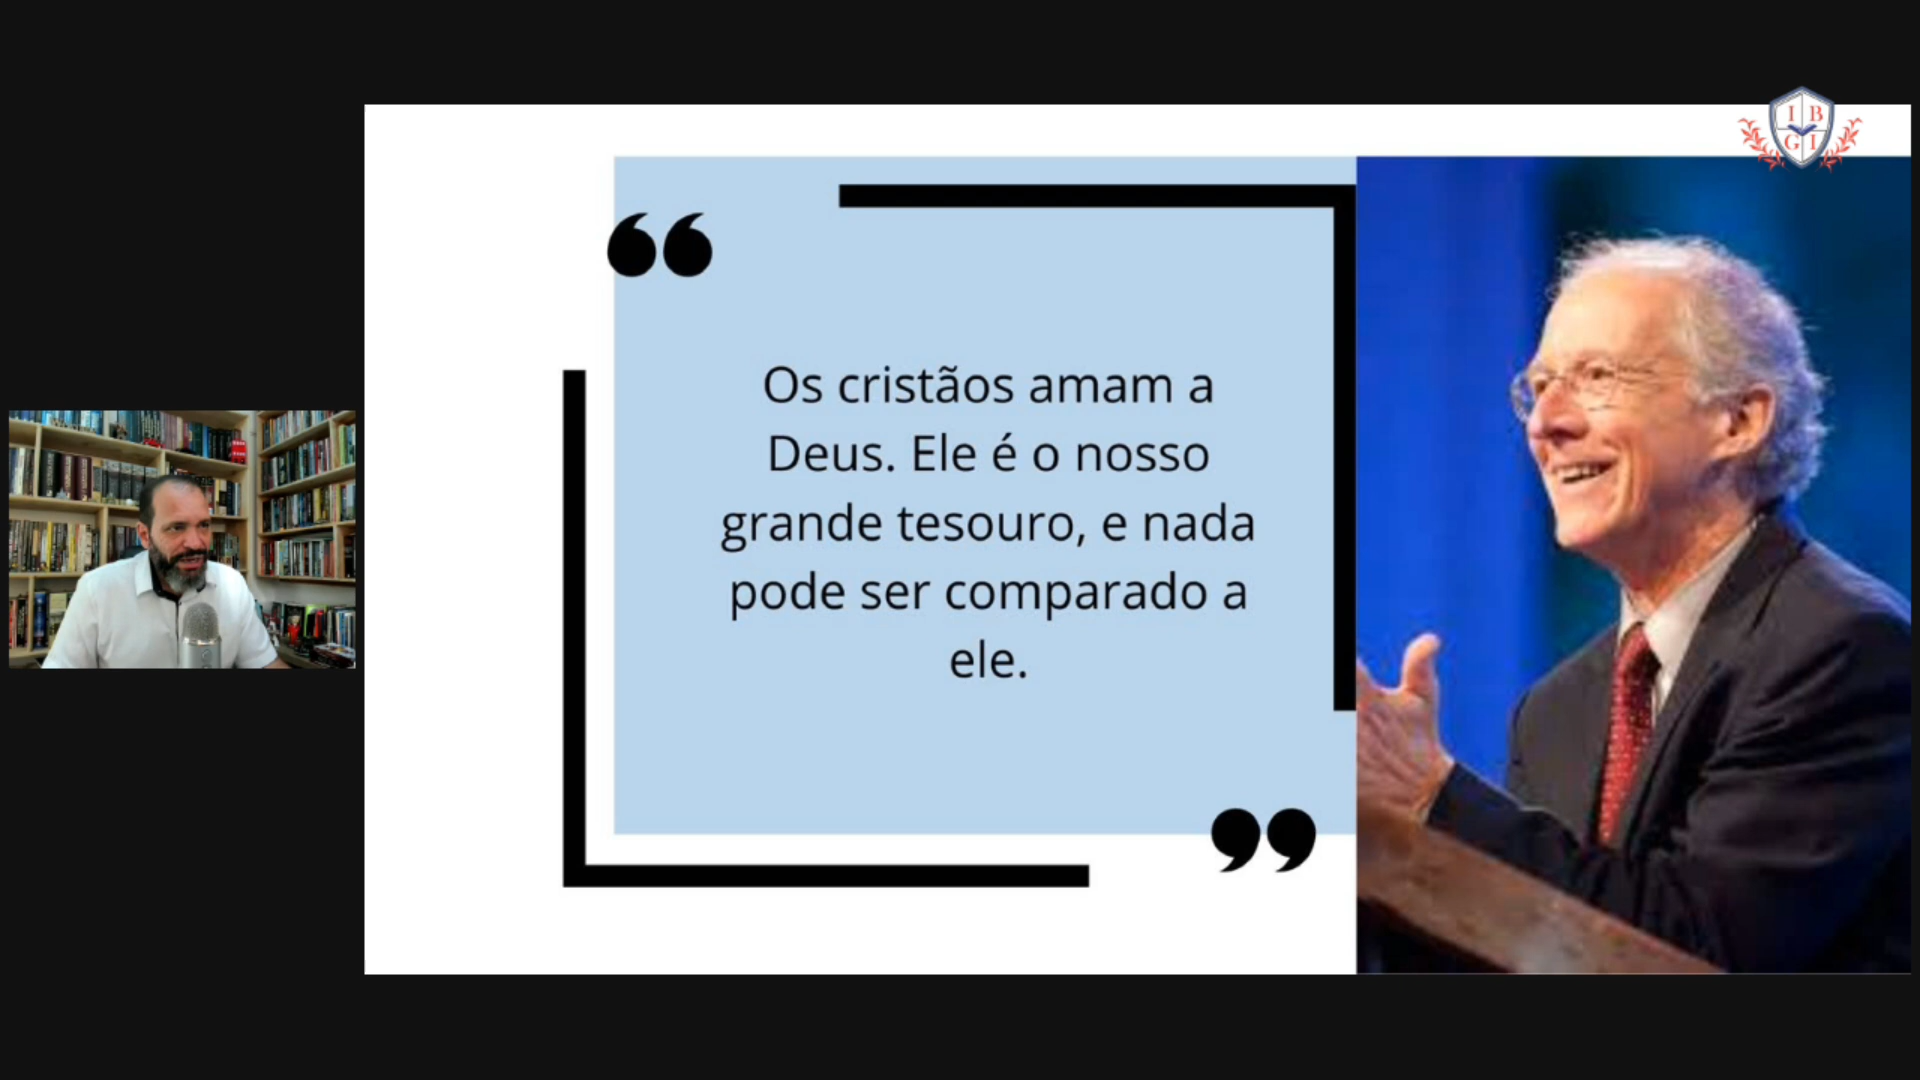 I B
G I
“
Os cristãos amam a
Deus. Ele é o nosso
grande tesouro, e nada
pode ser comparado a
ele.
”